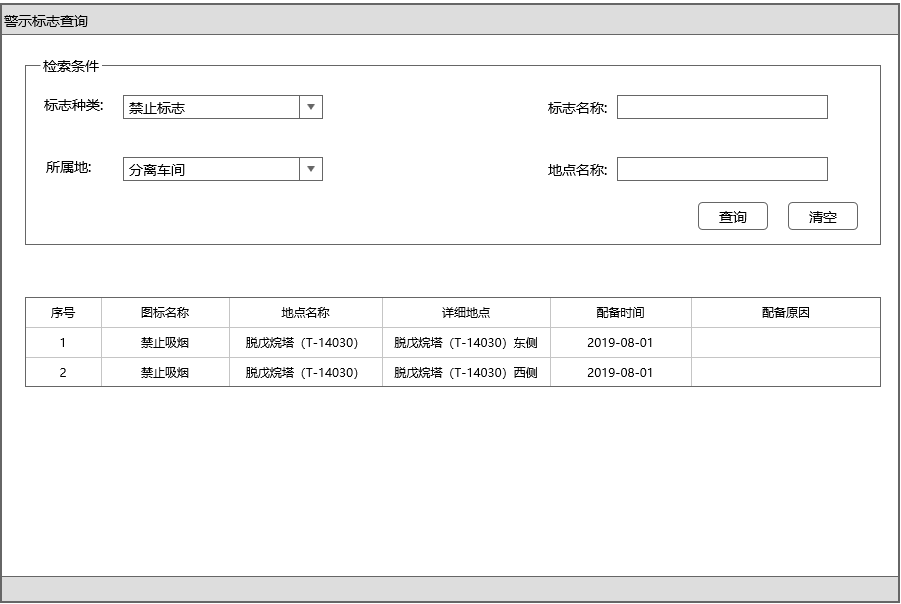 警示标志查询
检索条件
标志种类: 禁止标志 标志名称:
所属地: 分离车间 地点名称:
查询 清空
序号 图标名称 地点名称 详细地点 配备时间 配备原因
1 禁止吸烟 脱戊烷塔（T-14030） 脱戊烷塔（T-14030）东侧 2019-08-01
2 禁止吸烟 脱戊烷塔（T-14030） 脱戊烷塔（T-14030）西侧 2019-08-01